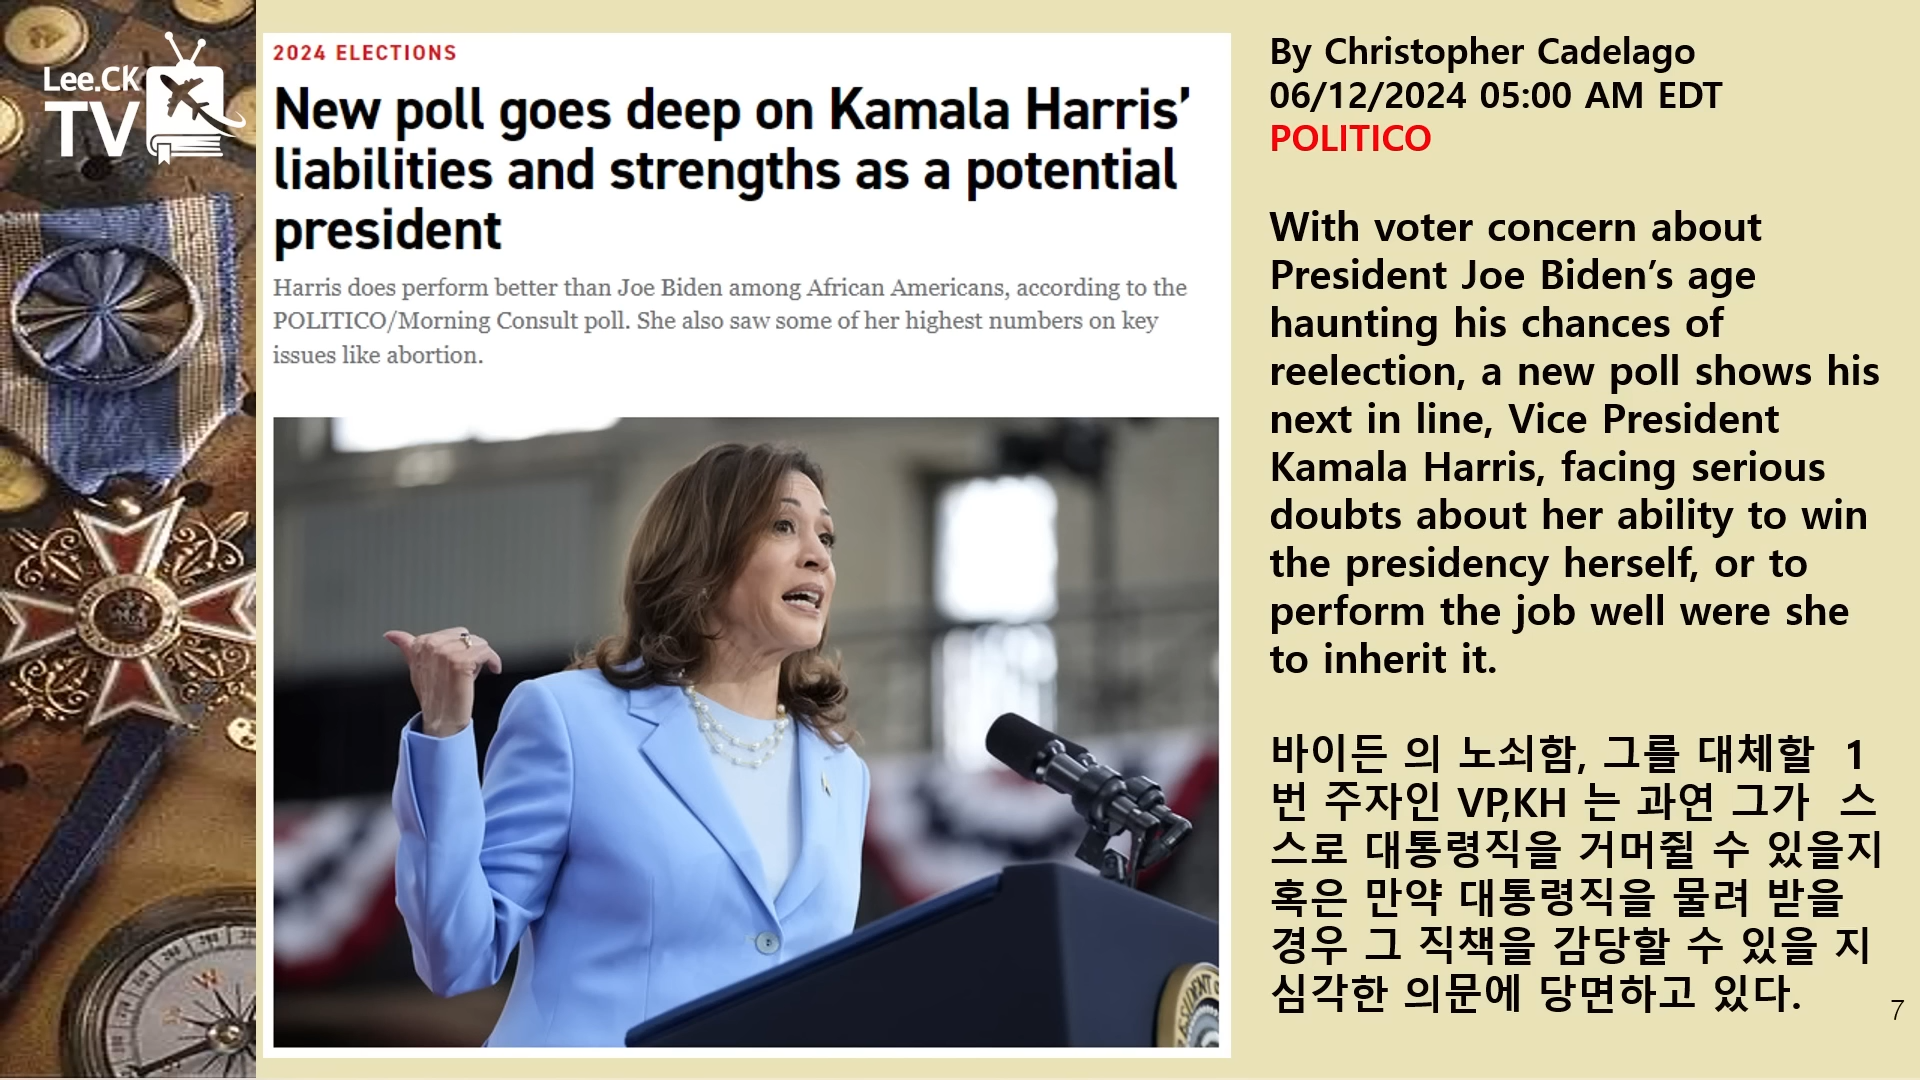 Lee.CK
TV
2024 ELECTIONS
New poll goes deep on Kamala Harris’
liabilities and strengths as a potential
president
Harris does perform better than Joe Biden among African Americans, according to the
POLITICO/Morning Consult poll. She also saw some of her highest numbers on key
issues like abortion.
By Christopher Cadelago
06/12/2024 05:00 AM EDT
POLITICO
With voter concern about
President Joe Biden’s age
haunting his chances of
reelection, a new poll shows his
next in line, Vice President
Kamala Harris, facing serious
doubts about her ability to win
the presidency herself, or to
perform the job well were she
to inherit it.
바이든 의 노쇠함, 그를 대체할 1
번 주자인 VP,KH 는 과연 그가 스
스로 대통령직을 거머쥘 수 있을지
혹은 만약 대통령직을 물려 받을
경우 그 직책을 감당할 수 있을 지
심각한 의문에 당면하고 있다.
7